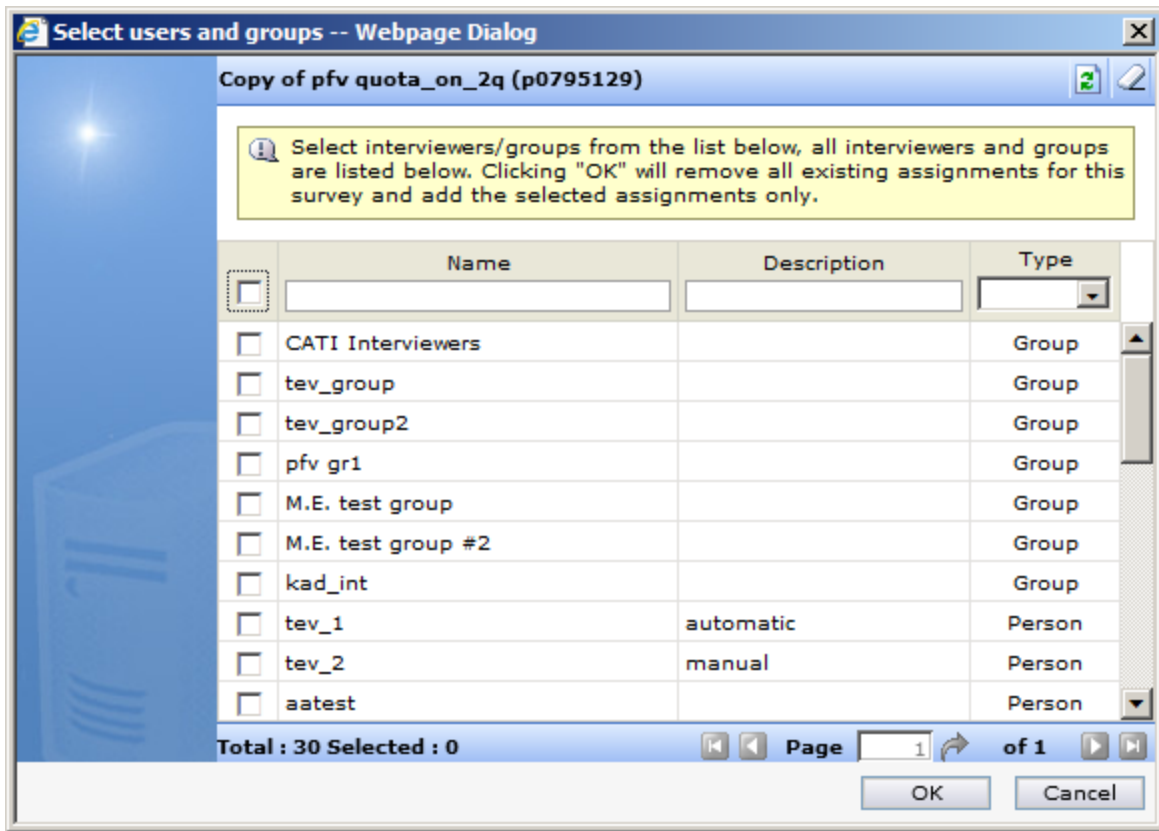 Select users and groups -- Webpage Dialog
Copy of pfv quota_on_2q (p0795129)
Select interviewers/groups from the list below, all interviewers and groups
are listed below. Clicking "OK" will remove all existing assignments for this
survey and add the selected assignments only.
Name Description Type
CATI Interviewers Group
tev_group Group
tev_group2 Group
pfv gr1 Group
M.E. test group Group
M.E. test group #2 Group
kad_int Group
tev_1 automatic Person
tev_2 manual Person
aatest Person
Total : 30 Selected : 0 Page 1 of 1
OK Cancel